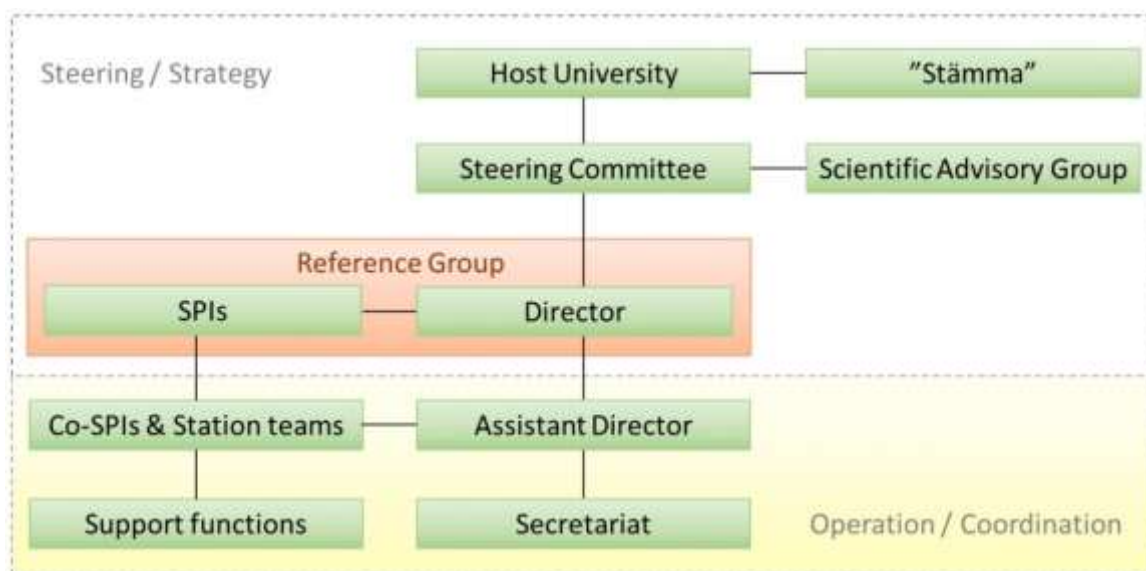 Steering / Strategy
Host University
”Stämma”
Steering Committee
Scientific Advisory Group
Reference Group
SPIs
Director
Co-SPIs & Station teams
Assistant Director
Support functions
Secretariat
Operation / Coordination